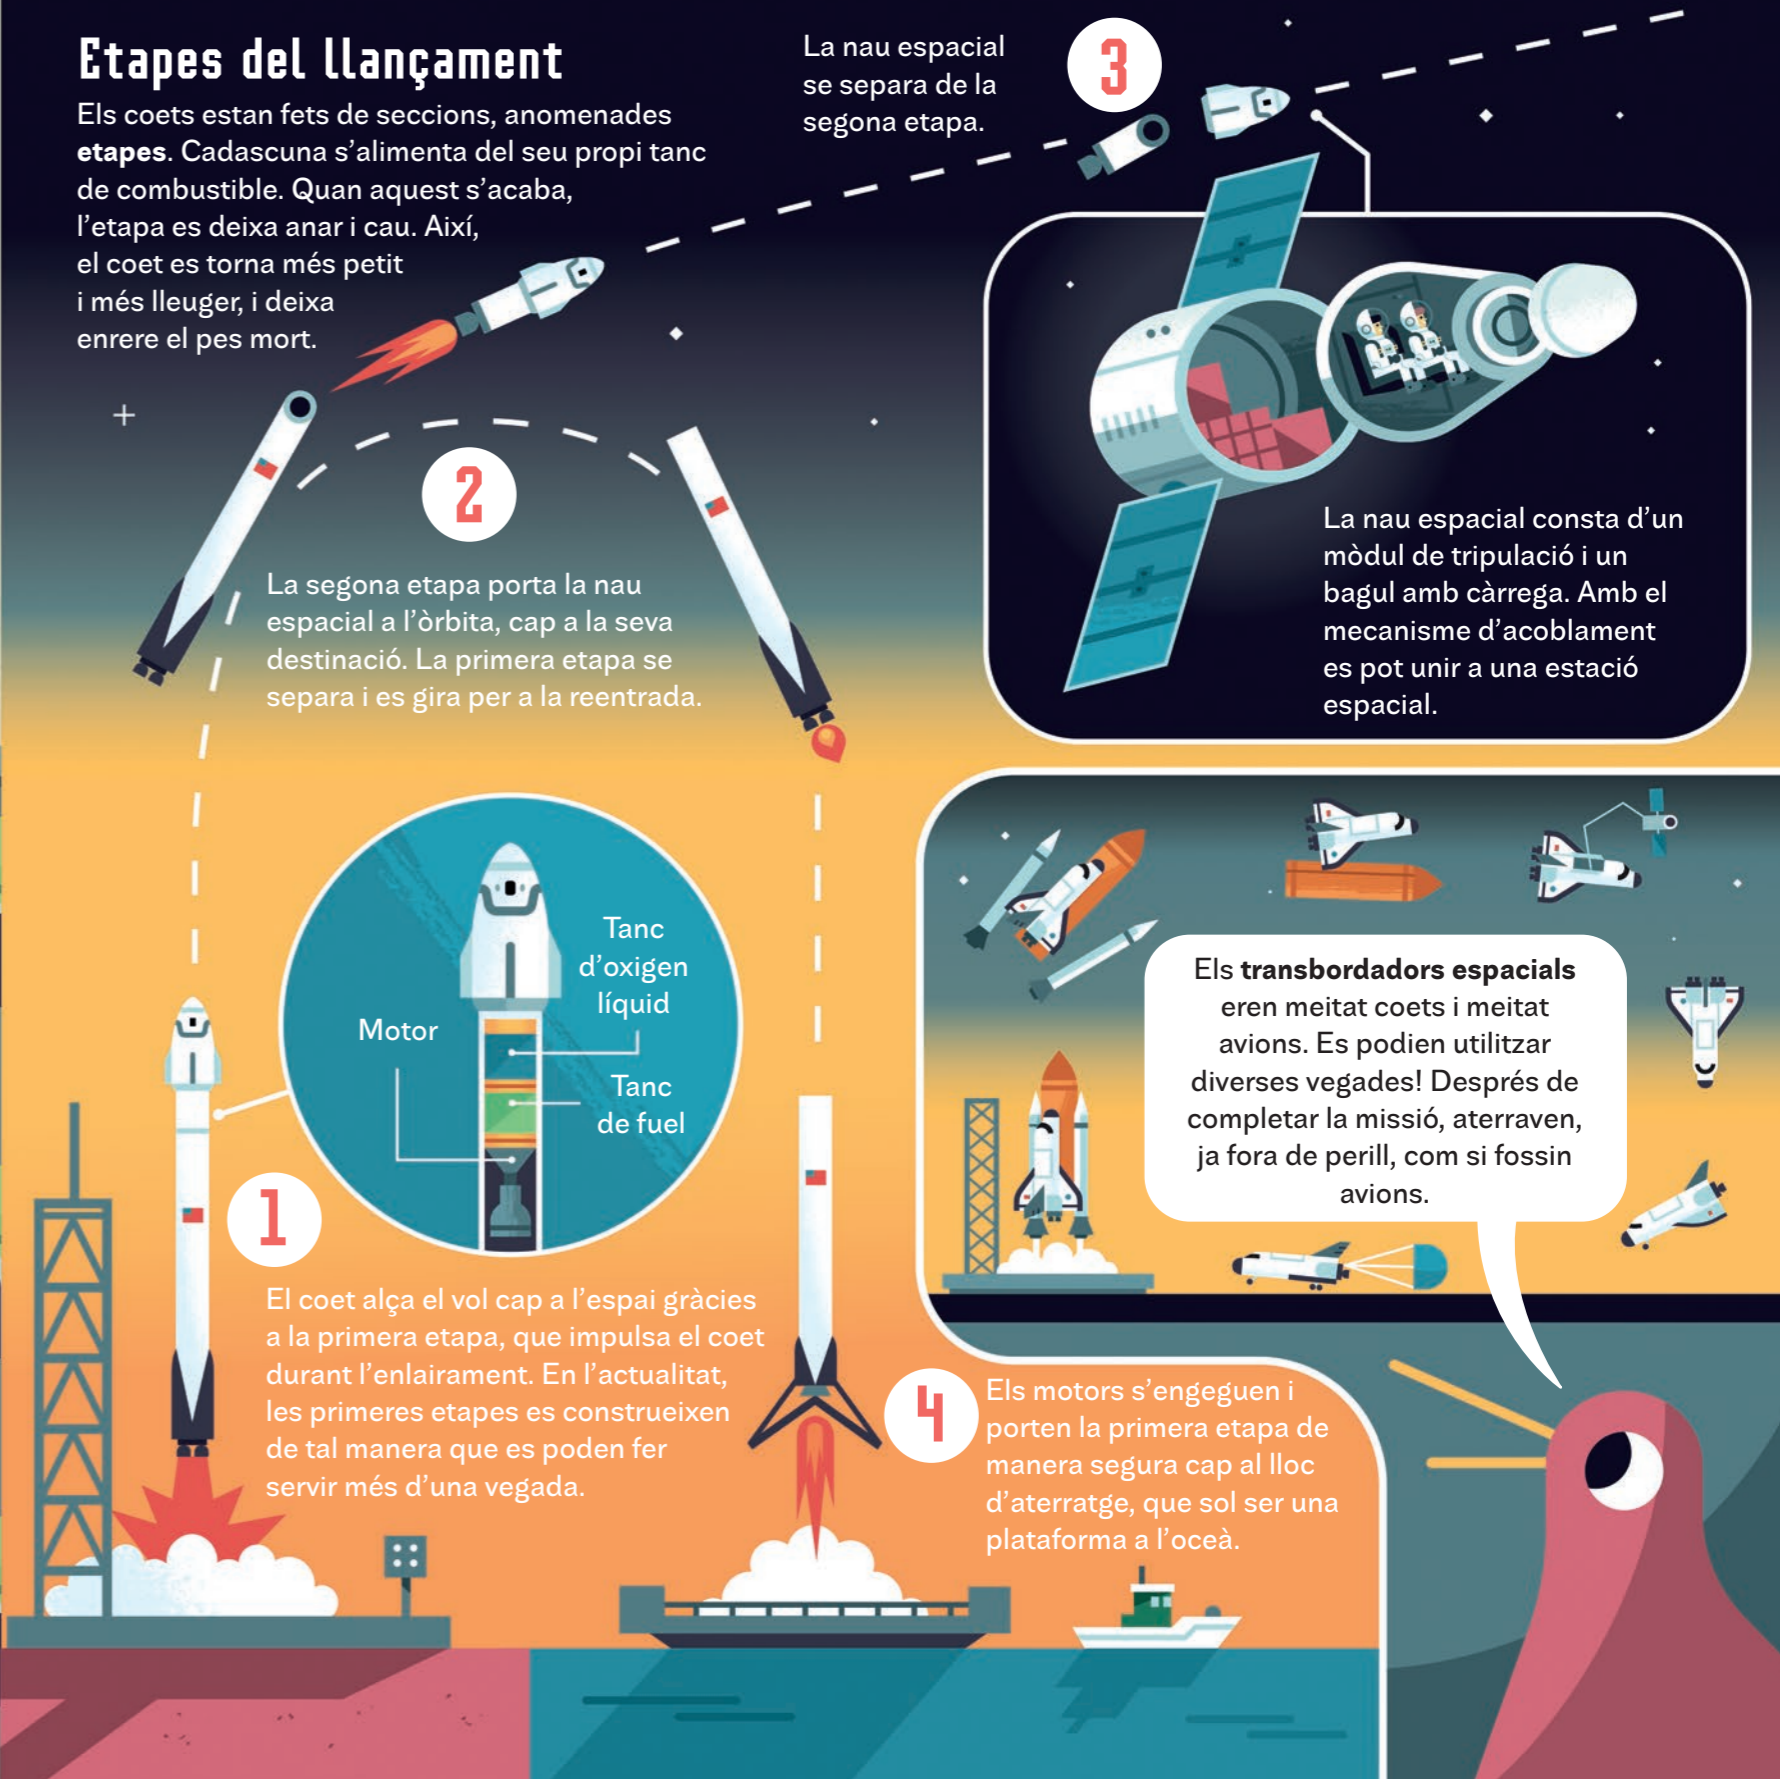 Etapes del llançament
Els coets estan fets de seccions, anomenades
etapes. Cadascuna s’alimenta del seu propi tanc
de combustible. Quan aquest s’acaba,
l’etapa es deixa anar i cau. Així,
el coet es torna més petit
i més lleuger, i deixa
enrere el pes mort.
La nau espacial
se separa de la
segona etapa.
3
La nau espacial consta d’un
mòdul de tripulació i un
bagul amb càrrega. Amb el
mecanisme d’acoblament
es pot unir a una estació
espacial.
2
La segona etapa porta la nau
espacial a l’òrbita, cap a la seva
destinació. La primera etapa se
separa i es gira per a la reentrada.
Tanc
d’oxigen
líquid
Motor
Tanc
de fuel
1
El coet alça el vol cap a l’espai gràcies
a la primera etapa, que impulsa el coet
durant l’enlairament. En l’actualitat,
les primeres etapes es construeixen
de tal manera que es poden fer
servir més d’una vegada.
Els transbordadors espacials
eren meitat coets i meitat
avions. Es podien utilitzar
diverses vegades! Després de
completar la missió, aterraven,
ja fora de perill, com si fossin
avions.
4
Els motors s’engeguen i
porten la primera etapa de
manera segura cap al lloc
d’aterratge, que sol ser una
plataforma a l’oceà.